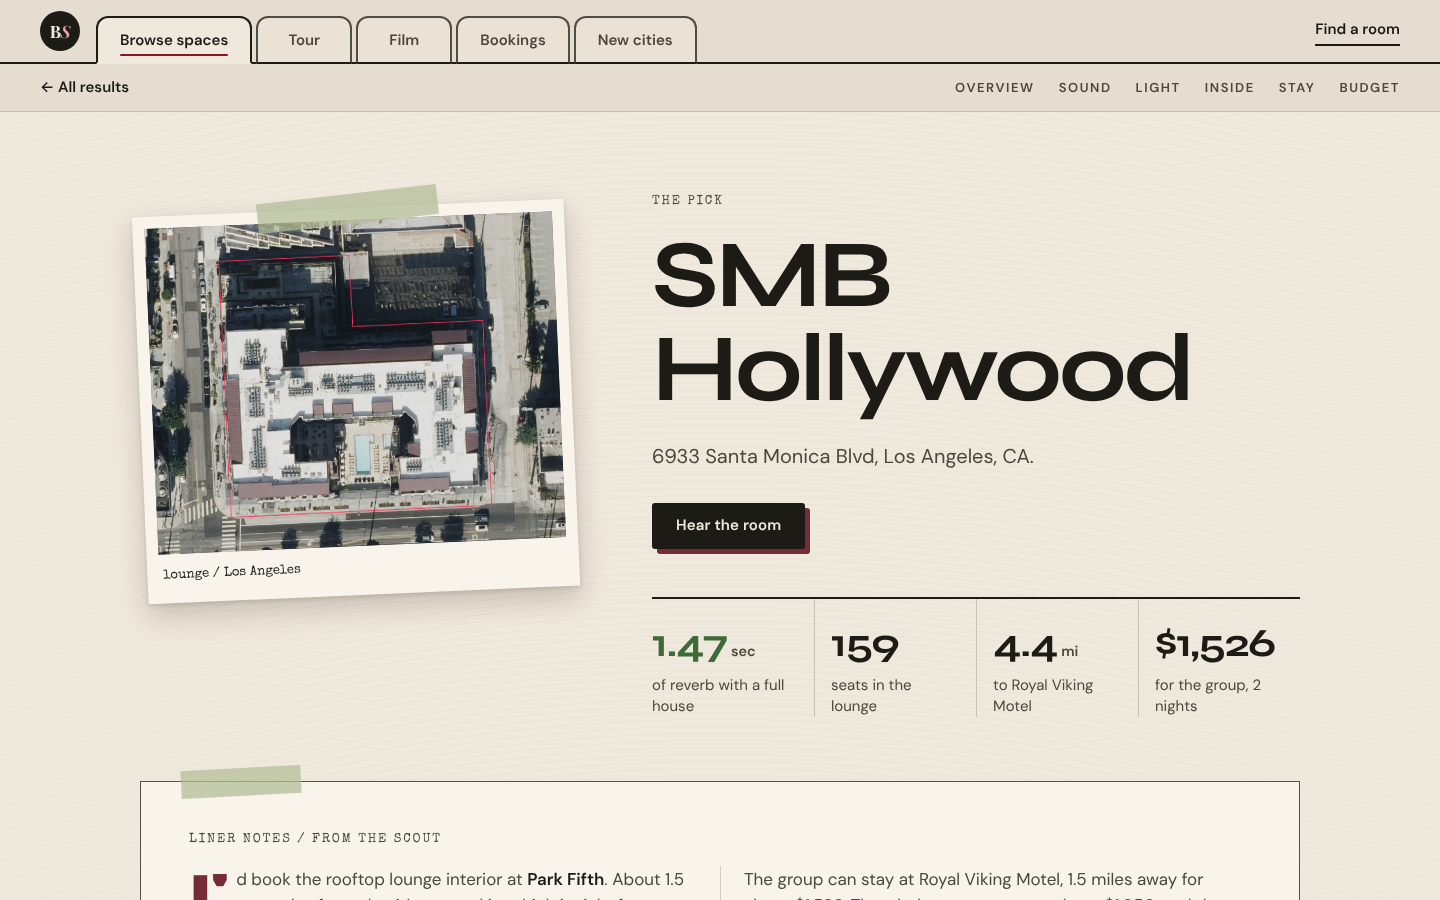 BS
Browse spaces
Tour
Film
Bookings
New cities
Find a room
← All results
OVERVIEW
SOUND
LIGHT
INSIDE
STAY
BUDGET
lounge / Los Angeles
THE PICK
SMB
Hollywood
6933 Santa Monica Blvd, Los Angeles, CA.
Hear the room
1.47 sec
of reverb with a full
house
159
seats in the
lounge
4.4 mi
to Royal Viking
Motel
$1,526
for the group, 2
nights
LINER NOTES / FROM THE SCOUT
I'd book the rooftop lounge interior at Park Fifth. About 1.5
The group can stay at Royal Viking Motel, 1.5 miles away for